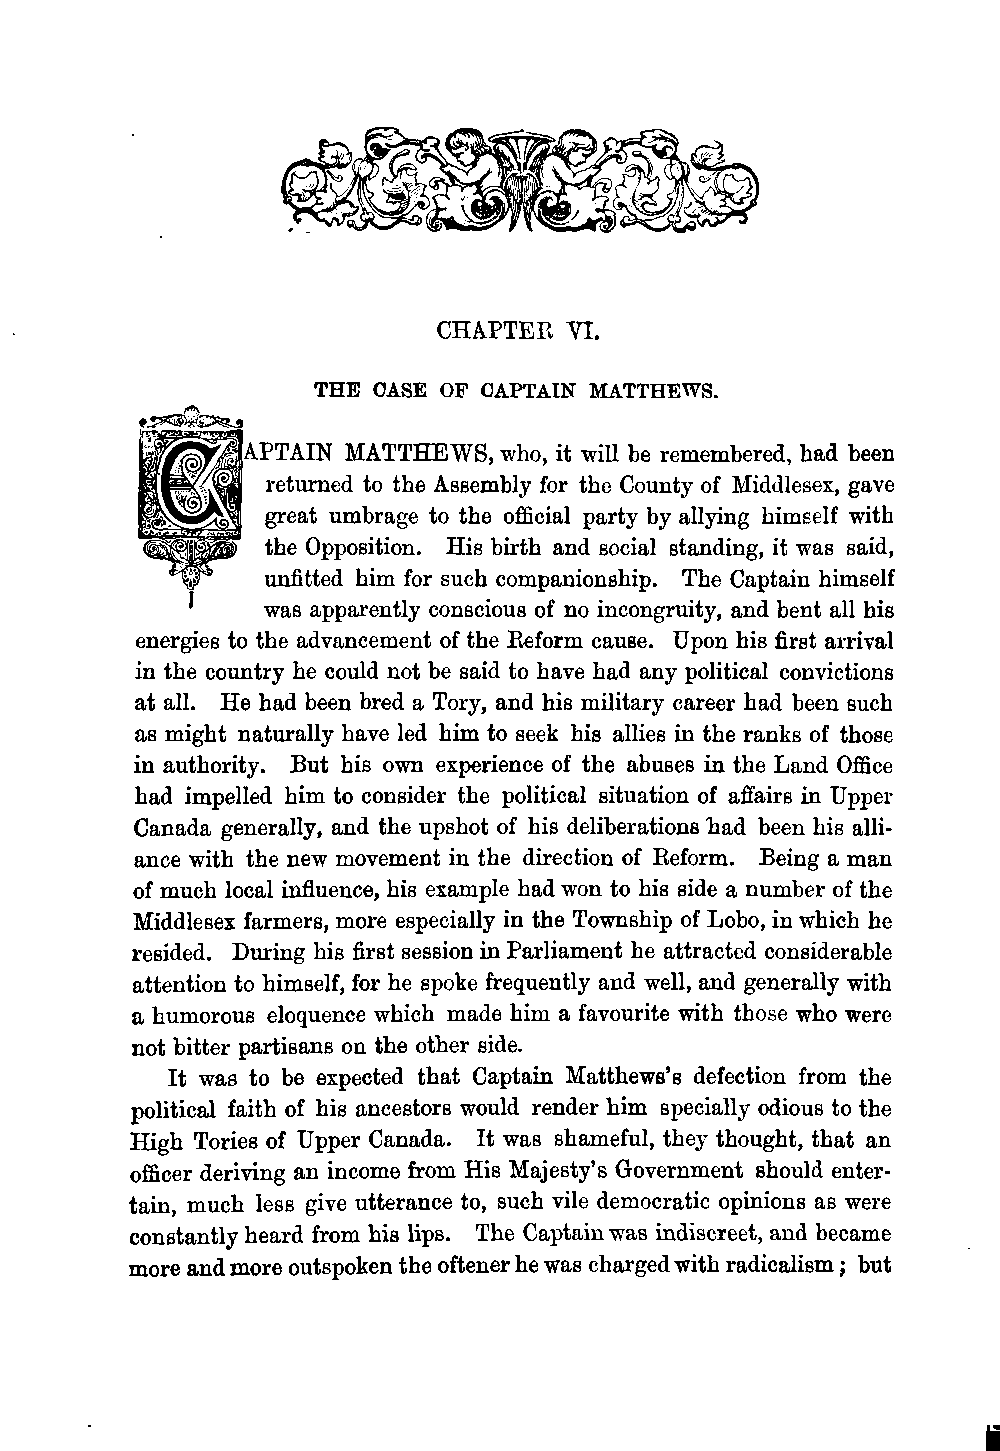 CHAPTER VI.
THE CASE OF CAPTAIN MATTHEWS.
CAPTAIN MATTHEWS, who, it will be remembered, had been
returned to the Assembly for the County of Middlesex, gave
great umbrage to the official party by allying himself with
the Opposition. His birth and social standing, it was said,
unfitted him for such companionship. The Captain himself
was apparently conscious of no incongruity, and bent all his
energies to the advancement of the Reform cause. Upon his first arrival
in the country he could not be said to have had any political convictions
at all. He had been bred a Tory, and his military career had been such
as might naturally have led him to seek his allies in the ranks of those
in authority. But his own experience of the abuses in the Land Office
had impelled him to consider the political situation of affairs in Upper
Canada generally, and the upshot of his deliberations had been his alli-
ance with the new movement in the direction of Reform. Being a man
of much local influence, his example had won to his side a number of the
Middlesex farmers, more especially in the Township of Lobo, in which he
resided. During his first session in Parliament he attracted considerable
attention to himself, for he spoke frequently and well, and generally with
a humorous eloquence which made him a favourite with those who were
not bitter partisans on the other side.
It was to be expected that Captain Matthews's defection from the
political faith of his ancestors would render him specially odious to the
High Tories of Upper Canada. It was shameful, they thought, that an
officer deriving an income from His Majesty's Government should enter-
tain, much less give utterance to, such vile democratic opinions as were
constantly heard from his lips. The Captain was indiscreet, and became
more and more outspoken the oftener he was charged with radicalism; but